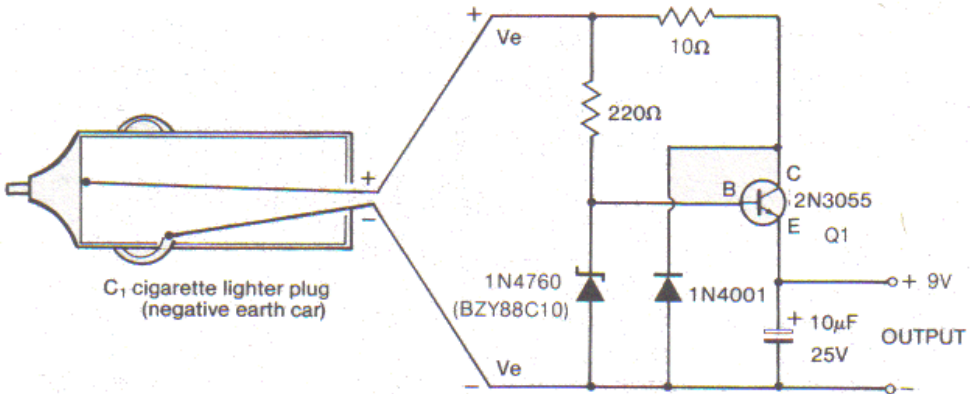 +
Ve
10Ω
220Ω
+
−
B
C
2N3055
E
Q1
C₁ cigarette lighter plug
(negative earth car)
1N4760
(BZY88C10)
1N4001
+ 9V
+ 10μF
25V
OUTPUT
Ve
−
−